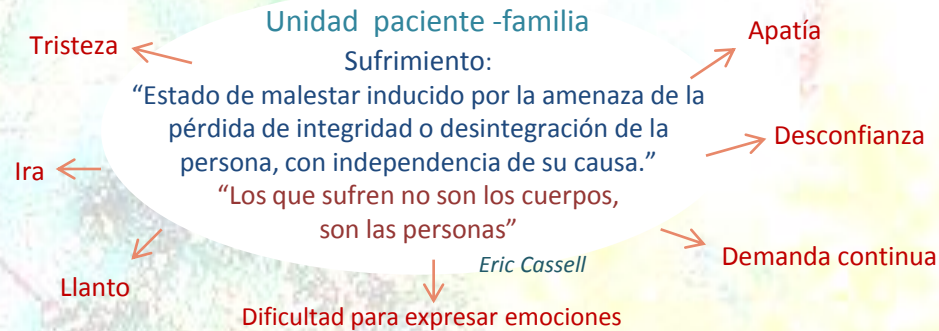 Unidad paciente -familia
Sufrimiento:
“Estado de malestar inducido por la amenaza de la
pérdida de integridad o desintegración de la
persona, con independencia de su causa.”
“Los que sufren no son los cuerpos,
son las personas”
Eric Cassell
Tristeza
Ira
Llanto
Dificultad para expresar emociones
Demanda continua
Desconfianza
Apatía